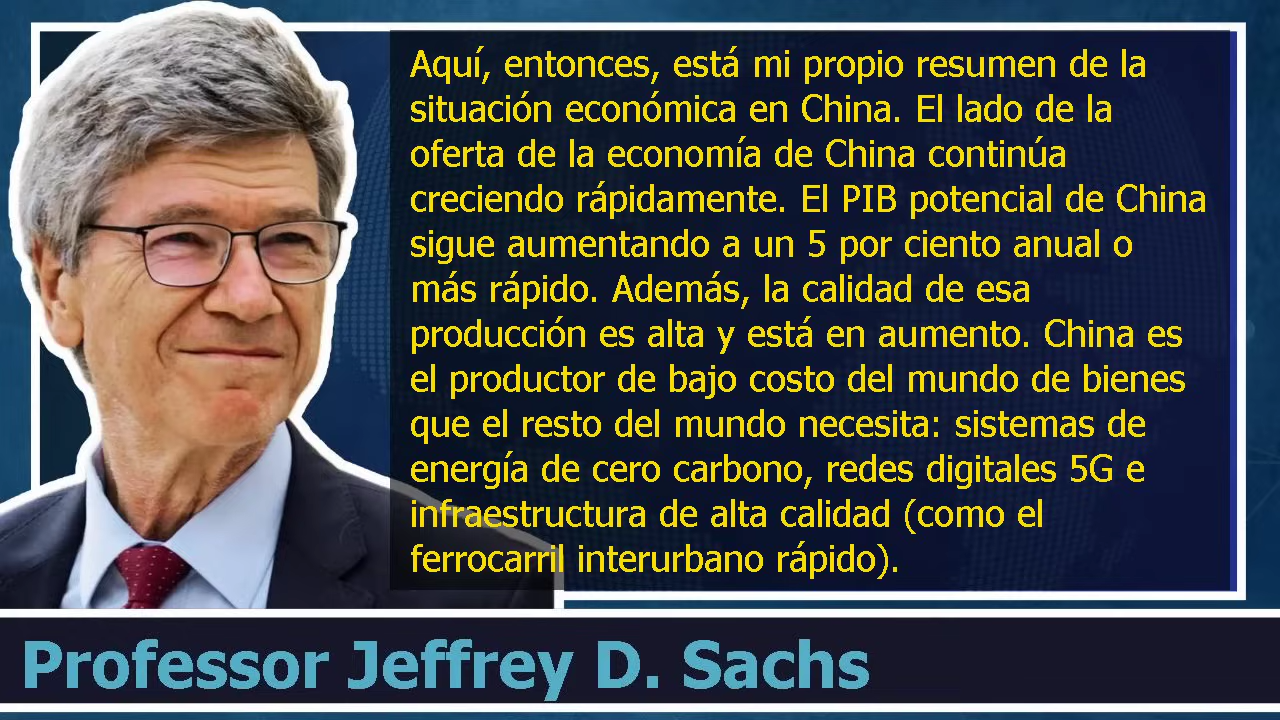 Aquí, entonces, está mi propio resumen de la
situación económica en China. El lado de la
oferta de la economía de China continúa
creciendo rápidamente. El PIB potencial de China
sigue aumentando a un 5 por ciento anual o
más rápido. Además, la calidad de esa
producción es alta y está en aumento. China es
el productor de bajo costo del mundo de bienes
que el resto del mundo necesita: sistemas de
energía de cero carbono, redes digitales 5G e
infraestructura de alta calidad (como el
ferrocarril interurbano rápido).
Professor Jeffrey D. Sachs